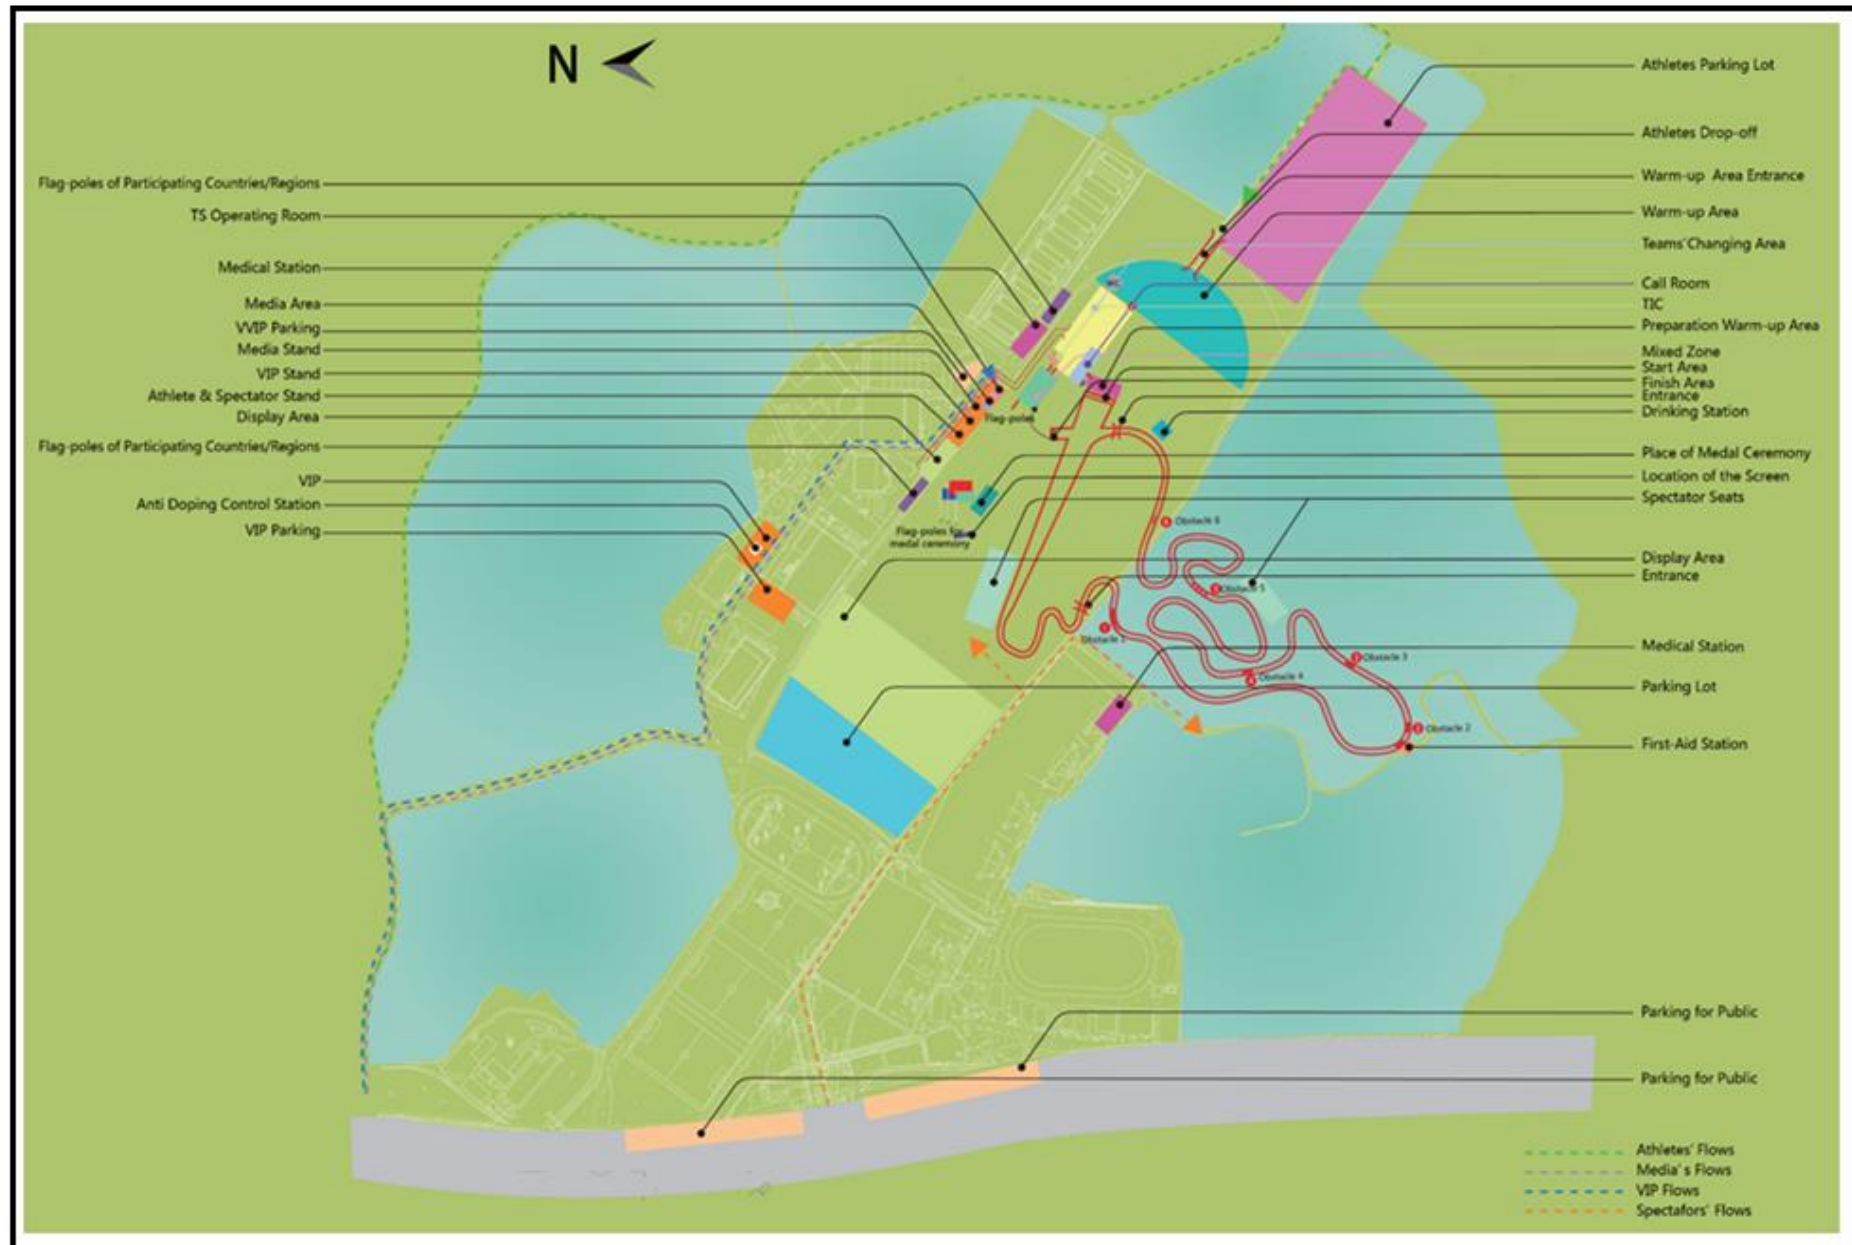 N
Flag-poles of Participating Countries/Regions
TS Operating Room
Medical Station
Media Area
VVIP Parking
Media Stand
VIP Stand
Athlete & Spectator Stand
Display Area
Flag-poles of Participating Countries/Regions
VIP
Anti Doping Control Station
VIP Parking
Flag-poles
Flag-poles for
medal ceremony
Obstacle 6
5 Obstacle 5
1
Obstacle 1
3 Obstacle 3
4 Obstacle 4
2 Obstacle 2
Athletes Parking Lot
Athletes Drop-off
Warm-up Area Entrance
Warm-up Area
Teams'Changing Area
Call Room
TIC
Preparation Warm-up Area
Mixed Zone
Start Area
Finish Area
Entrance
Drinking Station
Place of Medal Ceremony
Location of the Screen
Spectator Seats
Display Area
Entrance
Medical Station
Parking Lot
First-Aid Station
Parking for Public
Parking for Public
Athletes' Flows
Media' s Flows
VIP Flows
Spectafors' Flows